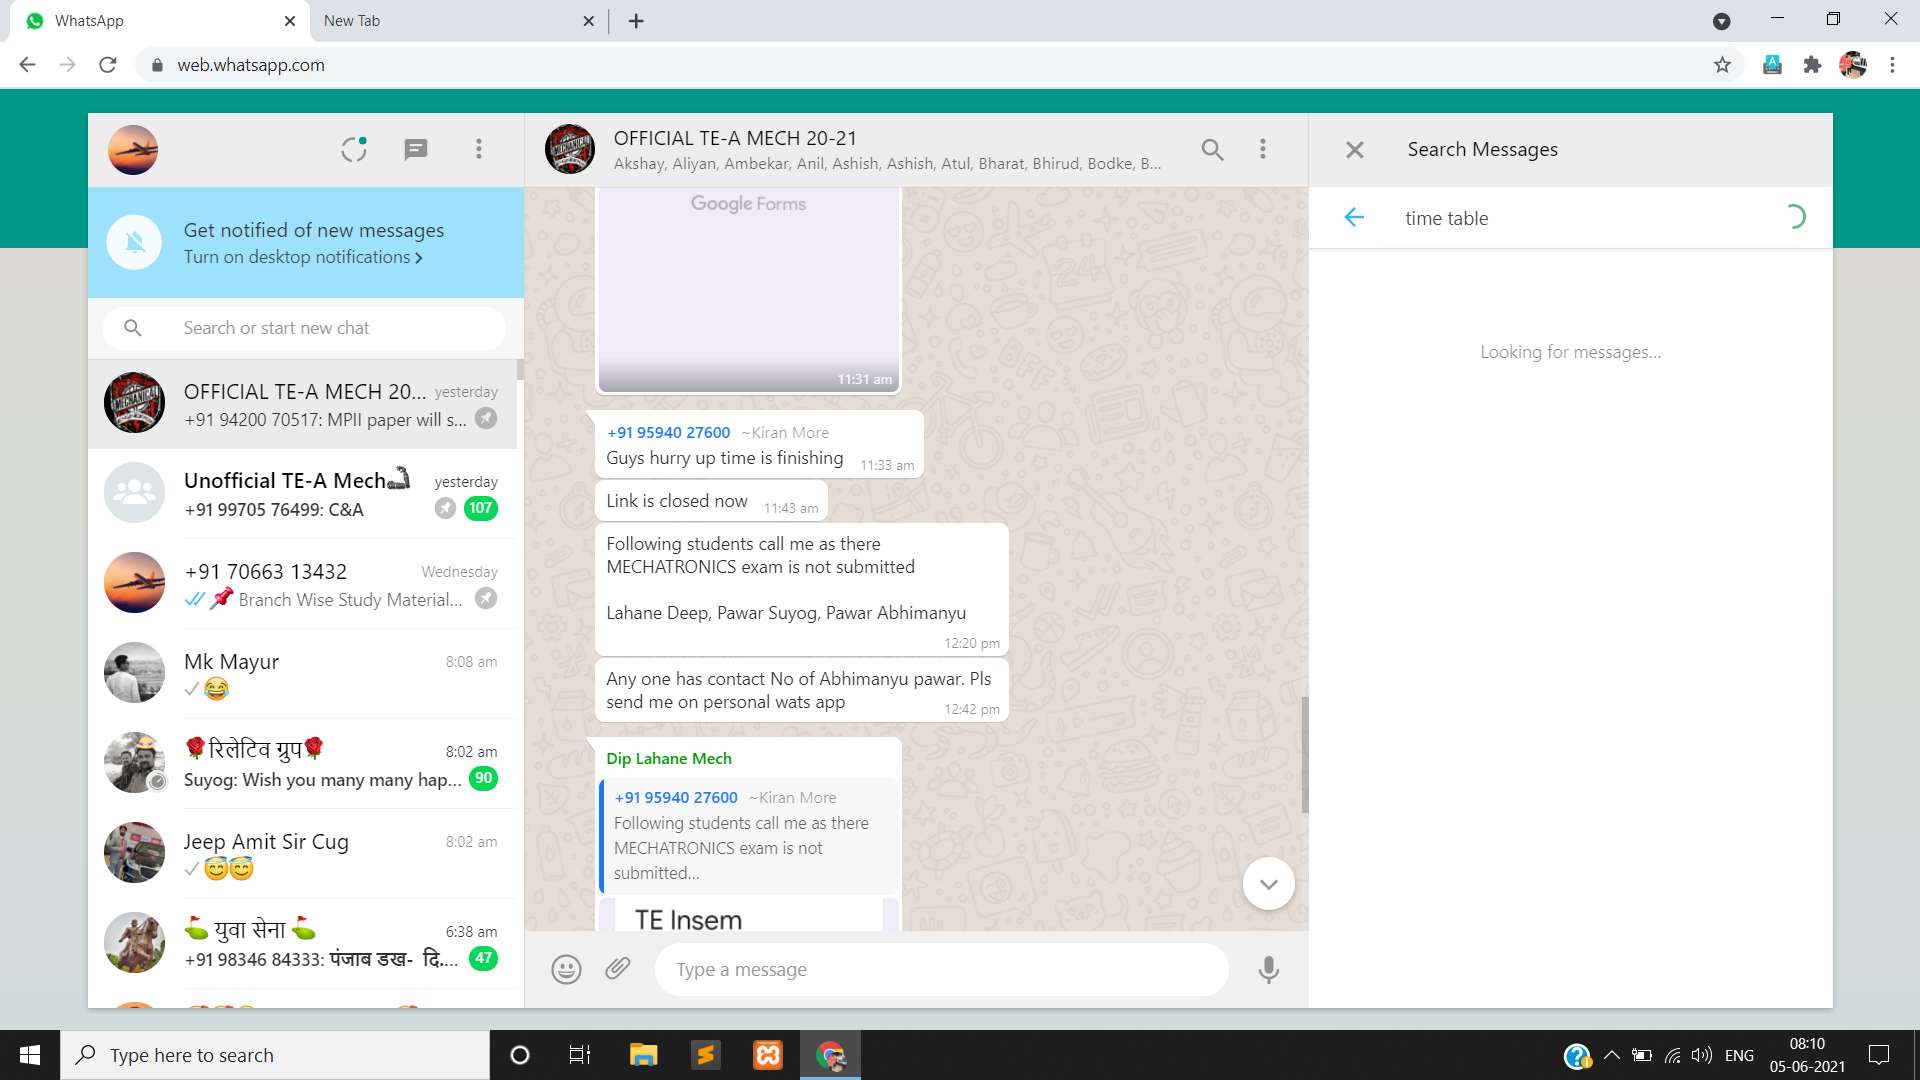 WhatsApp
New Tab
web.whatsapp.com
Get notified of new messages
Turn on desktop notifications
Search or start new chat
OFFICIAL TE-A MECH 20... yesterday
+91 94200 70517: MPII paper will s...
Unofficial TE-A Mech yesterday
+91 99705 76499: C&A 107
+91 70663 13432 Wednesday
Branch Wise Study Material...
Mk Mayur 8:08 am
रिलेटिव ग्रुप 8:02 am
Suyog: Wish you many many hap... 90
Jeep Amit Sir Cug 8:02 am
युवा सेना 6:38 am
+91 98346 84333: पंजाब डख- दि.... 47
OFFICIAL TE-A MECH 20-21
Akshay, Aliyan, Ambekar, Anil, Ashish, Ashish, Atul, Bharat, Bhirud, Bodke, B...
MECHANICAL
Google Forms
11:31 am
+91 95940 27600 ~Kiran More
Guys hurry up time is finishing 11:33 am
Link is closed now 11:43 am
Following students call me as there
MECHATRONICS exam is not submitted
Lahane Deep, Pawar Suyog, Pawar Abhimanyu
12:20 pm
Any one has contact No of Abhimanyu pawar. Pls
send me on personal wats app 12:42 pm
Dip Lahane Mech
+91 95940 27600 ~Kiran More
Following students call me as there
MECHATRONICS exam is not
submitted...
TE Insem
Type a message
Search Messages
time table
Looking for messages...
Type here to search
ENG
08:10
05-06-2021